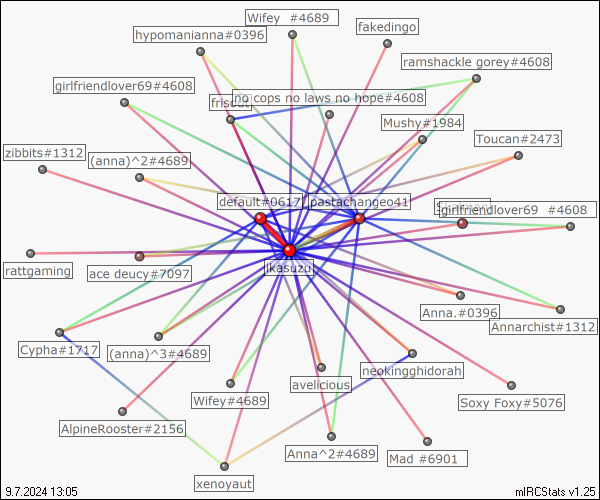 Wifey  #4689
fakedingo
hypomanianna#0396
ramshackle gorey#4608
girlfriendlover69#4608
no cops no laws no hope#4608
Mushy#1984
Toucan#2473
zibbits#1312
(anna)^2#4689
default#0617
pastachangeo41
girlfriendlover69  #4608
ikasuzu
rattgaming
ace deucy#7097
Anna.#0396
Annarchist#1312
Cypha#1717
(anna)^3#4689
neokingghidorah
avelicious
Wifey#4689
Soxy Foxy#5076
AlpineRooster#2156
Anna^2#4689
Mad #6901
xenoyaut
9.7.2024 13:05
mIRCStats v1.25